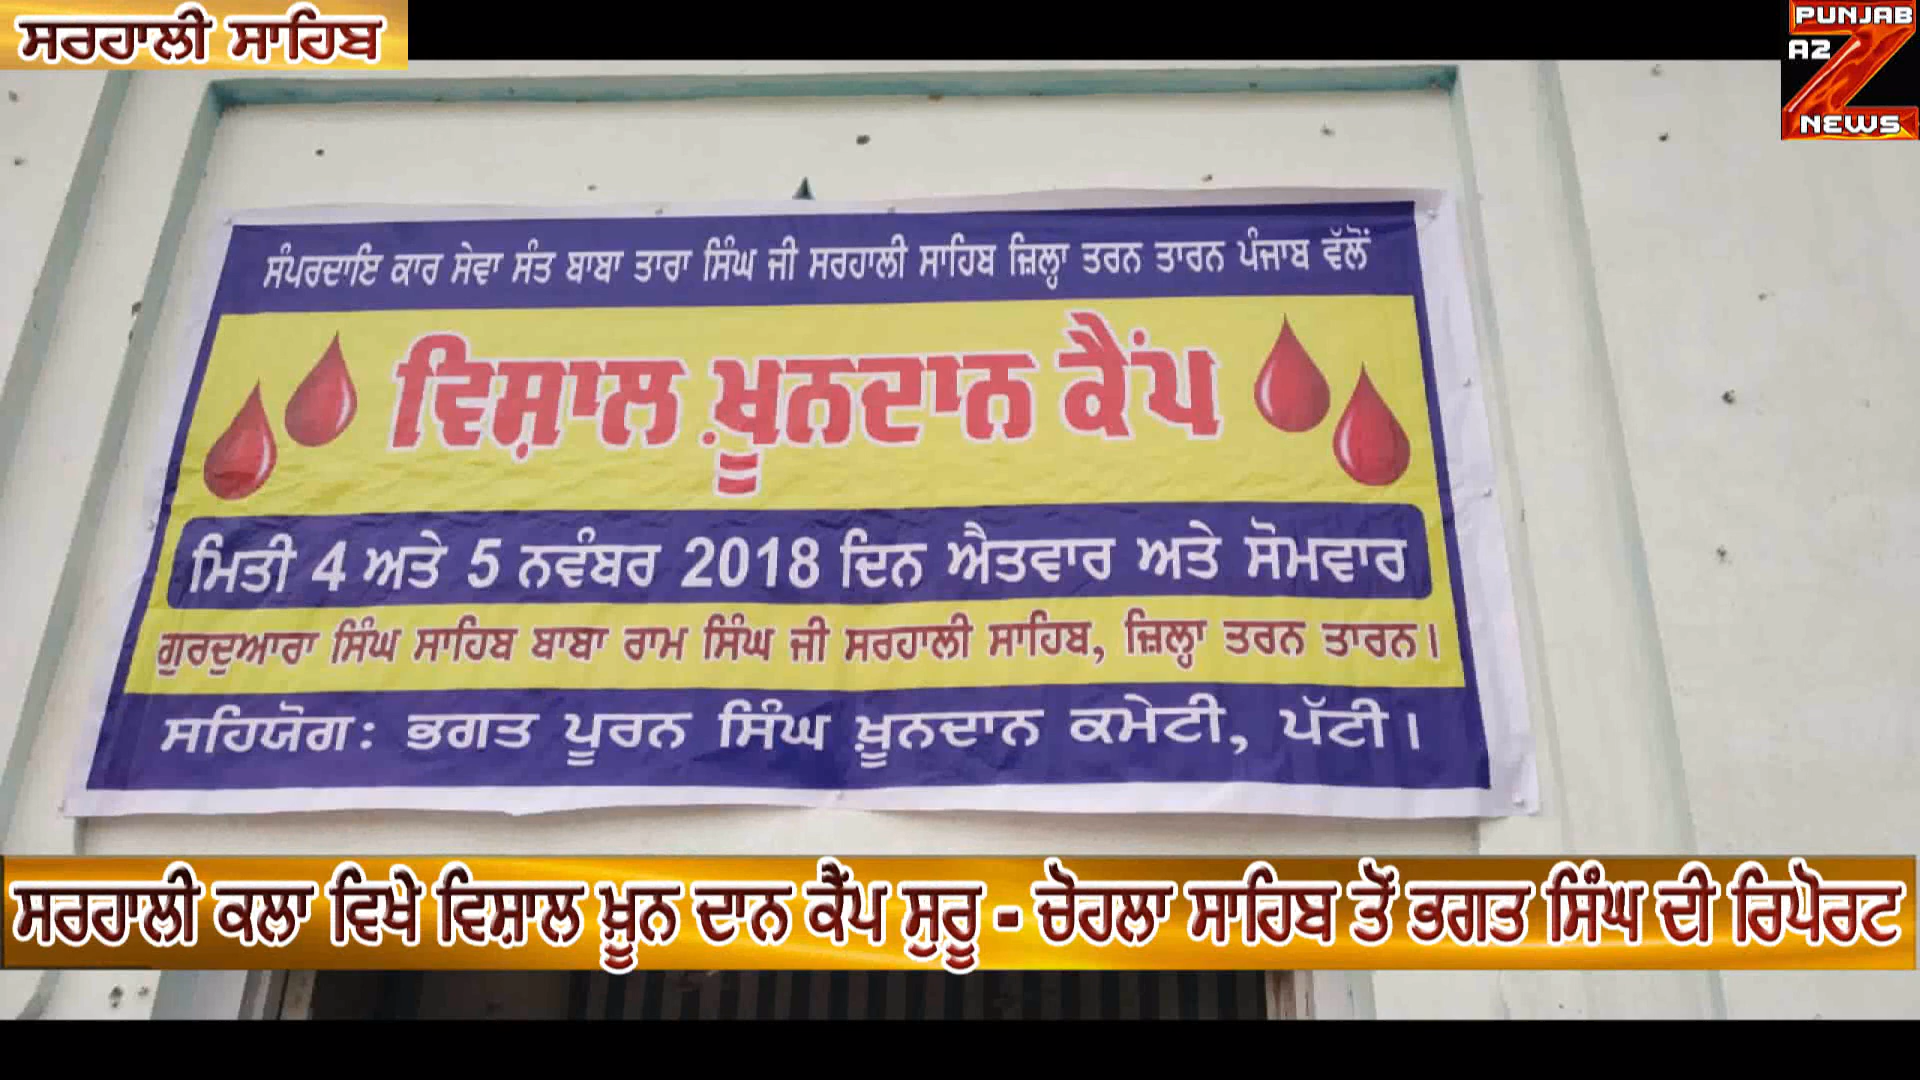 ਸਰਹਾਲੀ ਸਾਹਿਬ
PUNJAB
AZ
NEWS
ਸੰਪਰਦਾਇ ਕਾਰ ਸੇਵਾ ਸੰਤ ਬਾਬਾ ਤਾਰਾ ਸਿੰਘ ਜੀ ਸਰਹਾਲੀ ਸਾਹਿਬ ਜ਼ਿਲ੍ਹਾ ਤਰਨ ਤਾਰਨ ਪੰਜਾਬ ਵੱਲੋਂ
ਵਿਸ਼ਾਲ ਖ਼ੂਨਦਾਨ ਕੈਂਪ
ਮਿਤੀ 4 ਅਤੇ 5 ਨਵੰਬਰ 2018 ਦਿਨ ਐਤਵਾਰ ਅਤੇ ਸੋਮਵਾਰ
ਗੁਰਦੁਆਰਾ ਸਿੰਘ ਸਾਹਿਬ ਬਾਬਾ ਰਾਮ ਸਿੰਘ ਜੀ ਸਰਹਾਲੀ ਸਾਹਿਬ, ਜ਼ਿਲ੍ਹਾ ਤਰਨ ਤਾਰਨ।
ਸਹਿਯੋਗ: ਭਗਤ ਪੂਰਨ ਸਿੰਘ ਖ਼ੂਨਦਾਨ ਕਮੇਟੀ, ਪੱਟੀ।
ਸਰਹਾਲੀ ਕਲਾ ਵਿਖੇ ਵਿਸ਼ਾਲ ਖ਼ੂਨ ਦਾਨ ਕੈਂਪ ਸੁਰੂ - ਚੋਹਲਾ ਸਾਹਿਬ ਤੋਂ ਭਗਤ ਸਿੰਘ ਦੀ ਰਿਪੋਰਟ